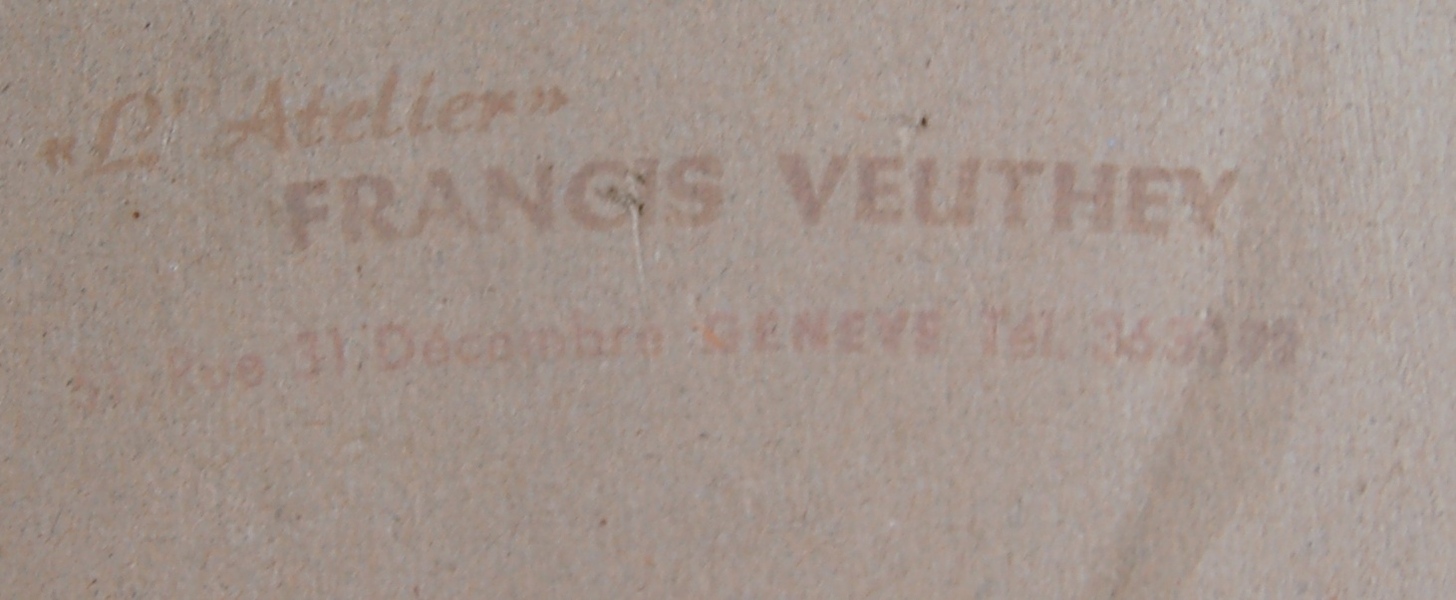 «L'Atelier»
FRANCIS VEUTHEY
Rue 31 Décembre GENEVE Tél.